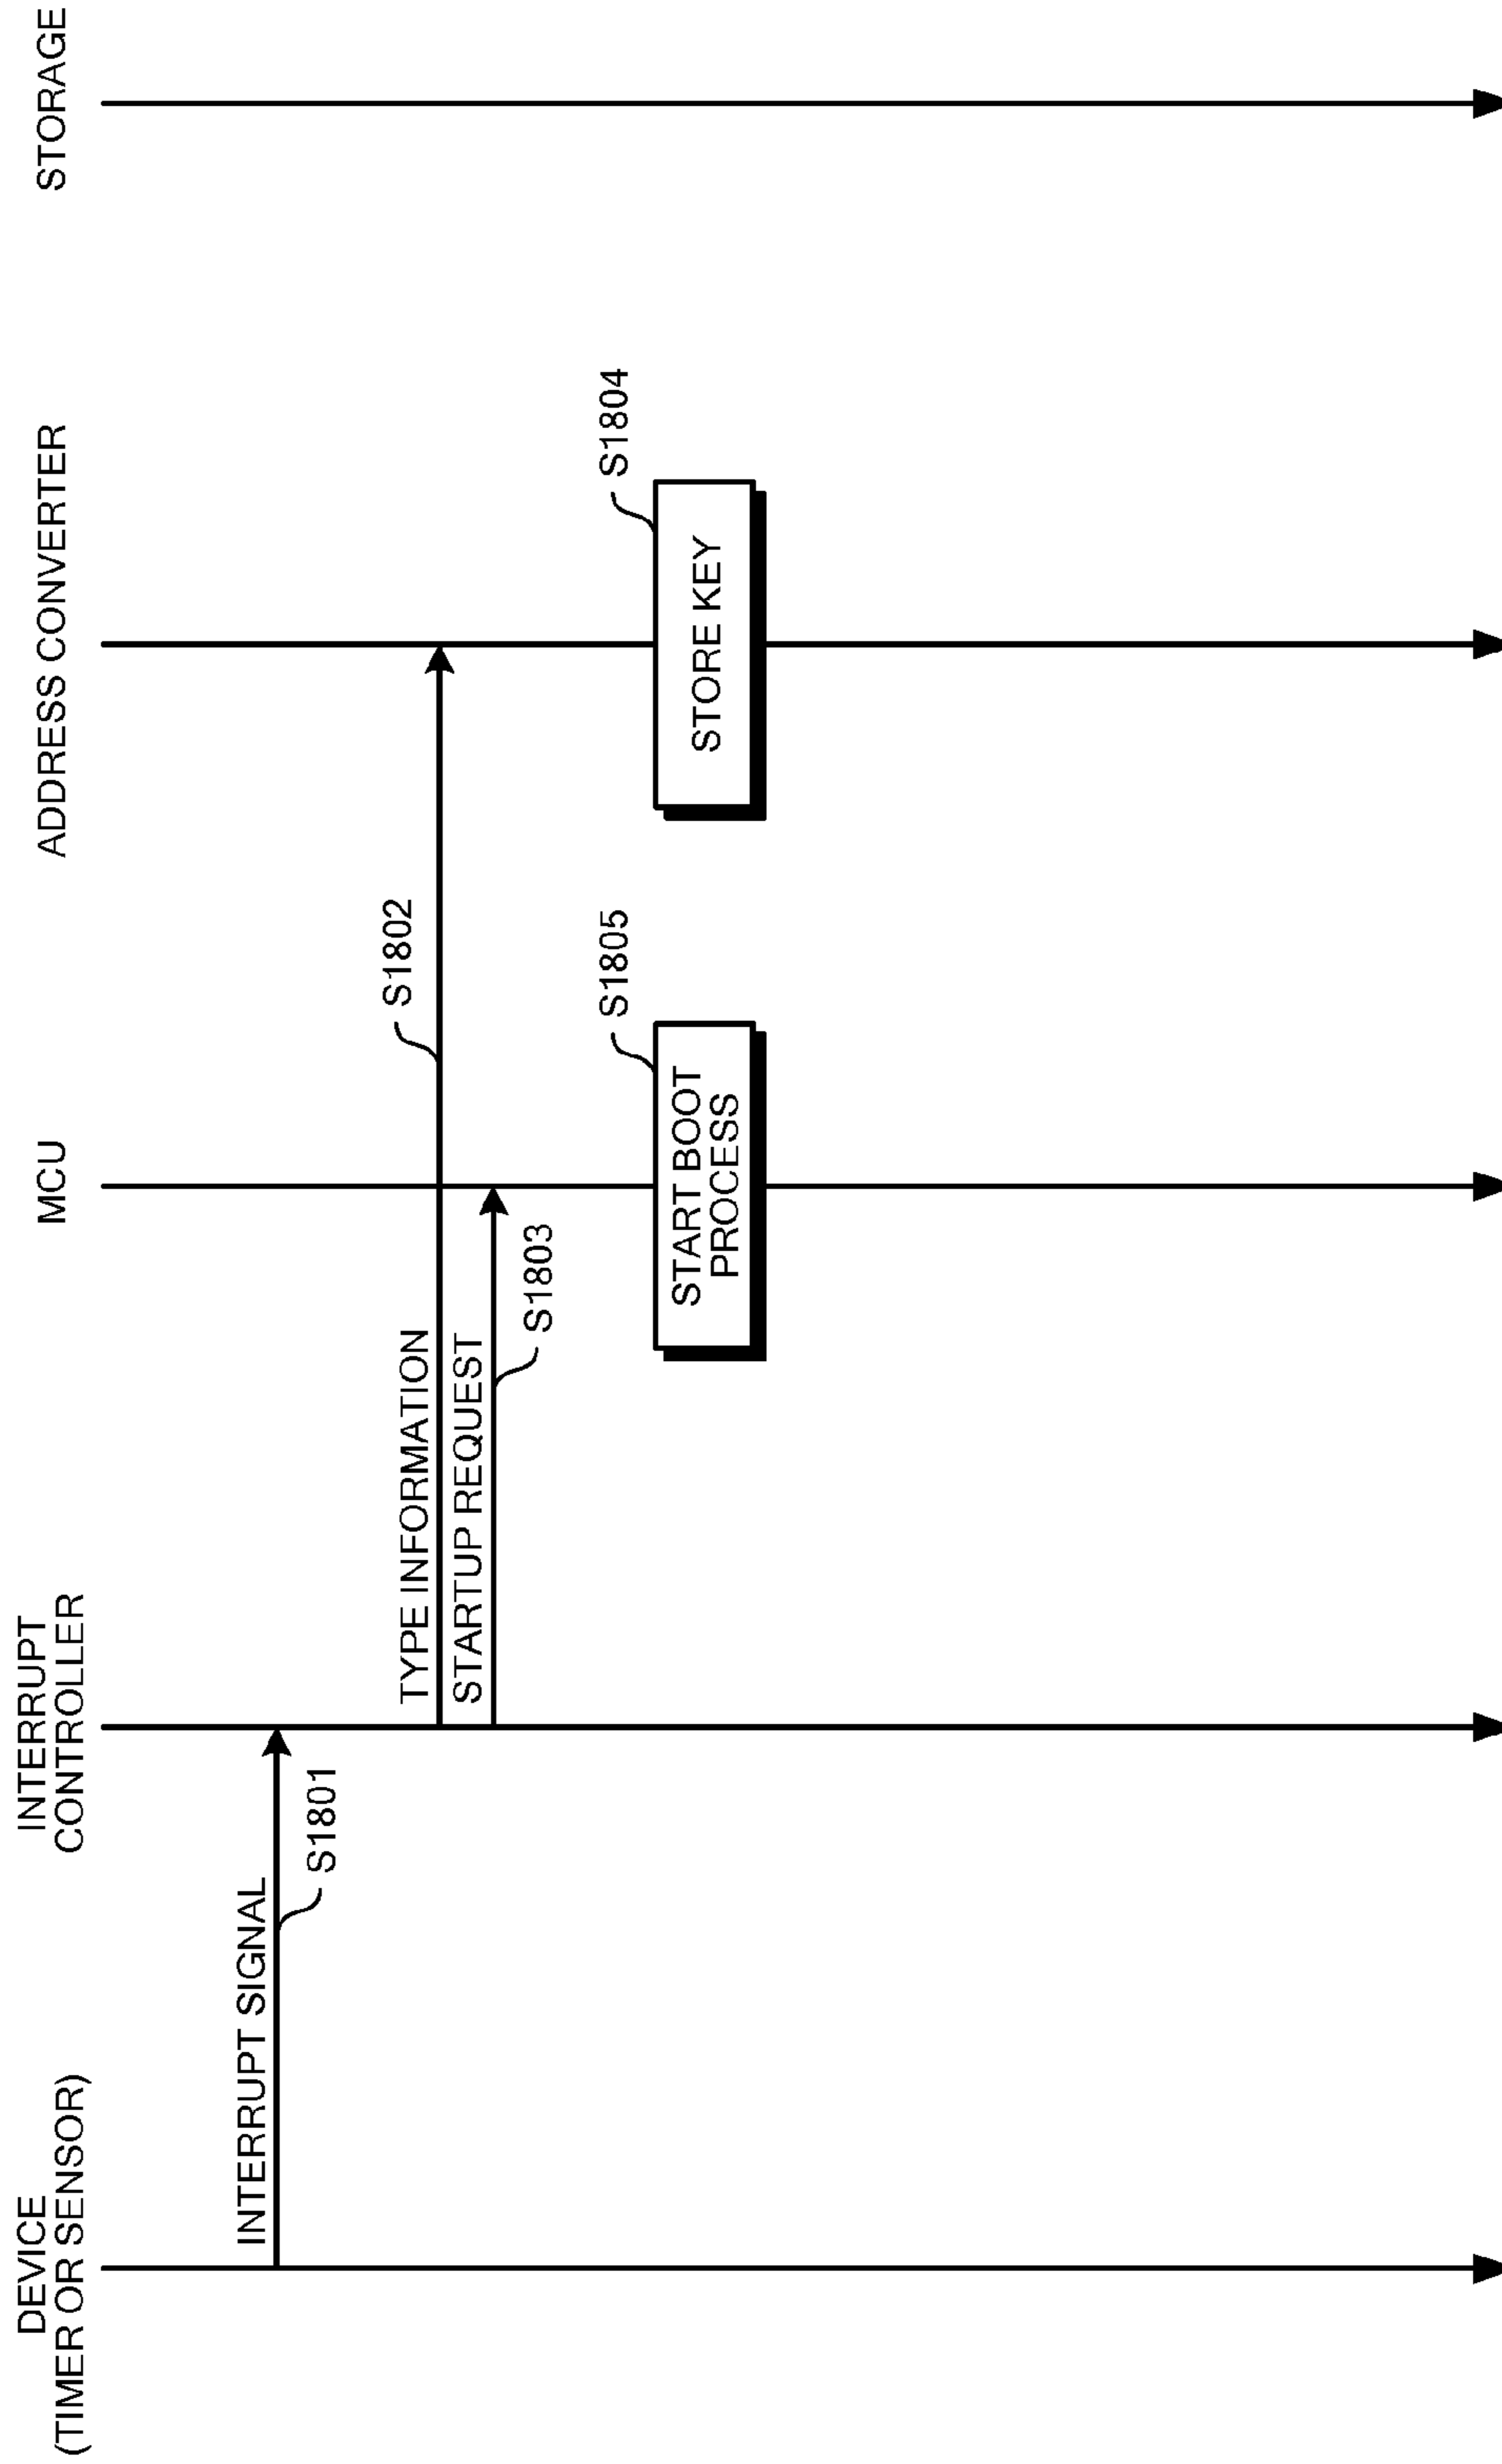 DEVICE
(TIMER OR SENSOR)
INTERRUPT
CONTROLLER
MCU
ADDRESS CONVERTER
STORAGE
INTERRUPT SIGNAL
S1801
TYPE INFORMATION
S1802
STARTUP REQUEST
S1803
START BOOT
PROCESS
S1805
STORE KEY
S1804